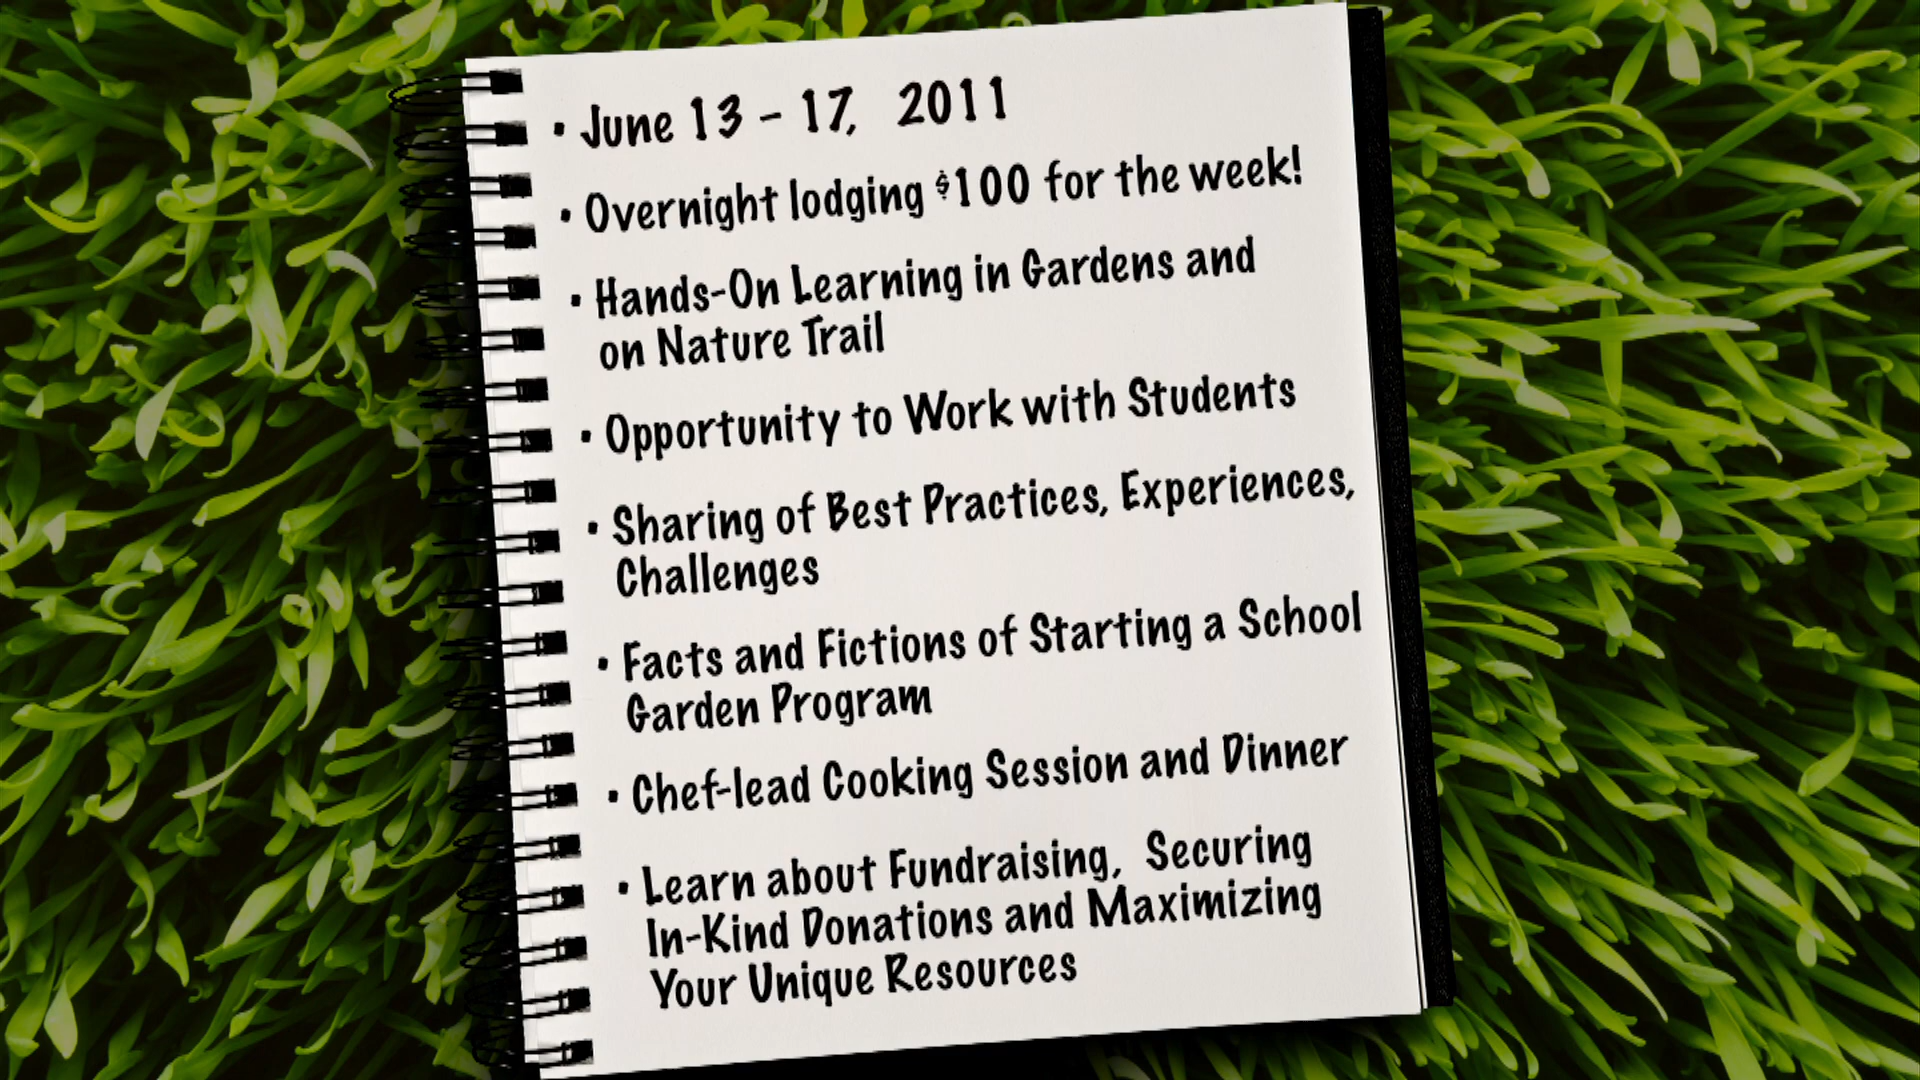 • June 13 - 17, 2011
• Overnight lodging $100 for the week!
• Hands-On Learning in Gardens and
on Nature Trail
• Opportunity to Work with Students
• Sharing of Best Practices, Experiences,
Challenges
• Facts and Fictions of Starting a School
Garden Program
• Chef-lead Cooking Session and Dinner
• Learn about Fundraising, Securing
In-Kind Donations and Maximizing
Your Unique Resources